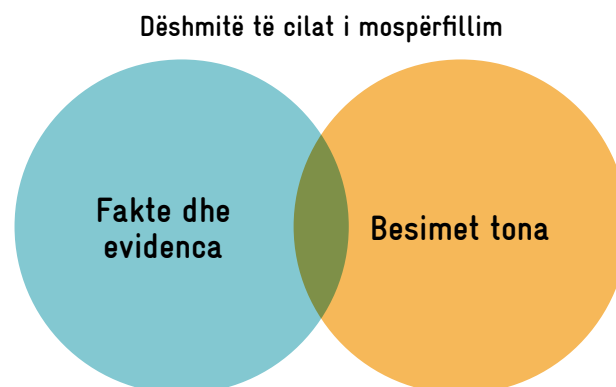 Dëshmitë të cilat i mospërfillim
Fakte dhe
evidenca
Besimet tona